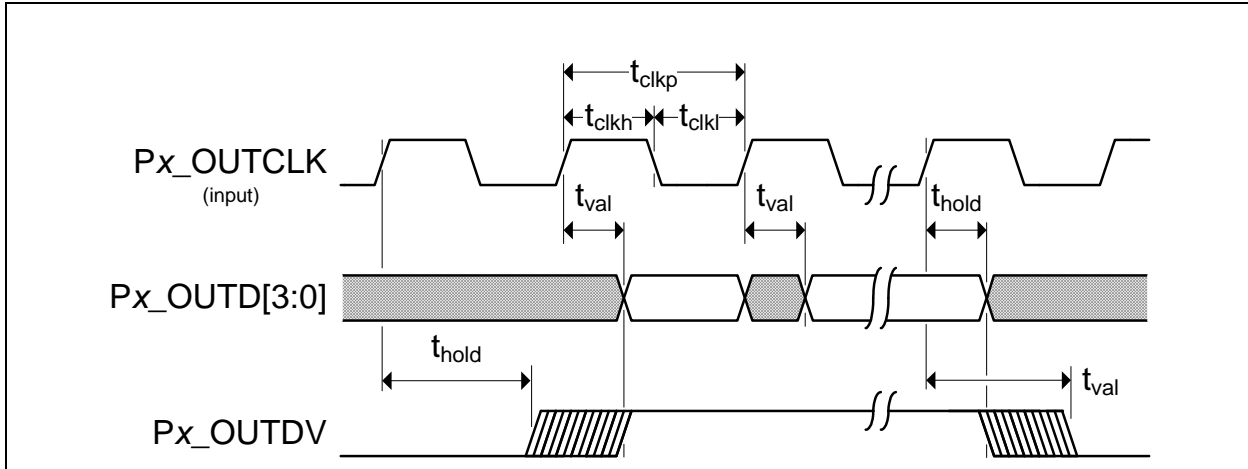 tclkp
tclkh tclkl
Px_OUTCLK
(input)
tval tval thold
Px_OUTD[3:0]
thold
tval
Px_OUTDV